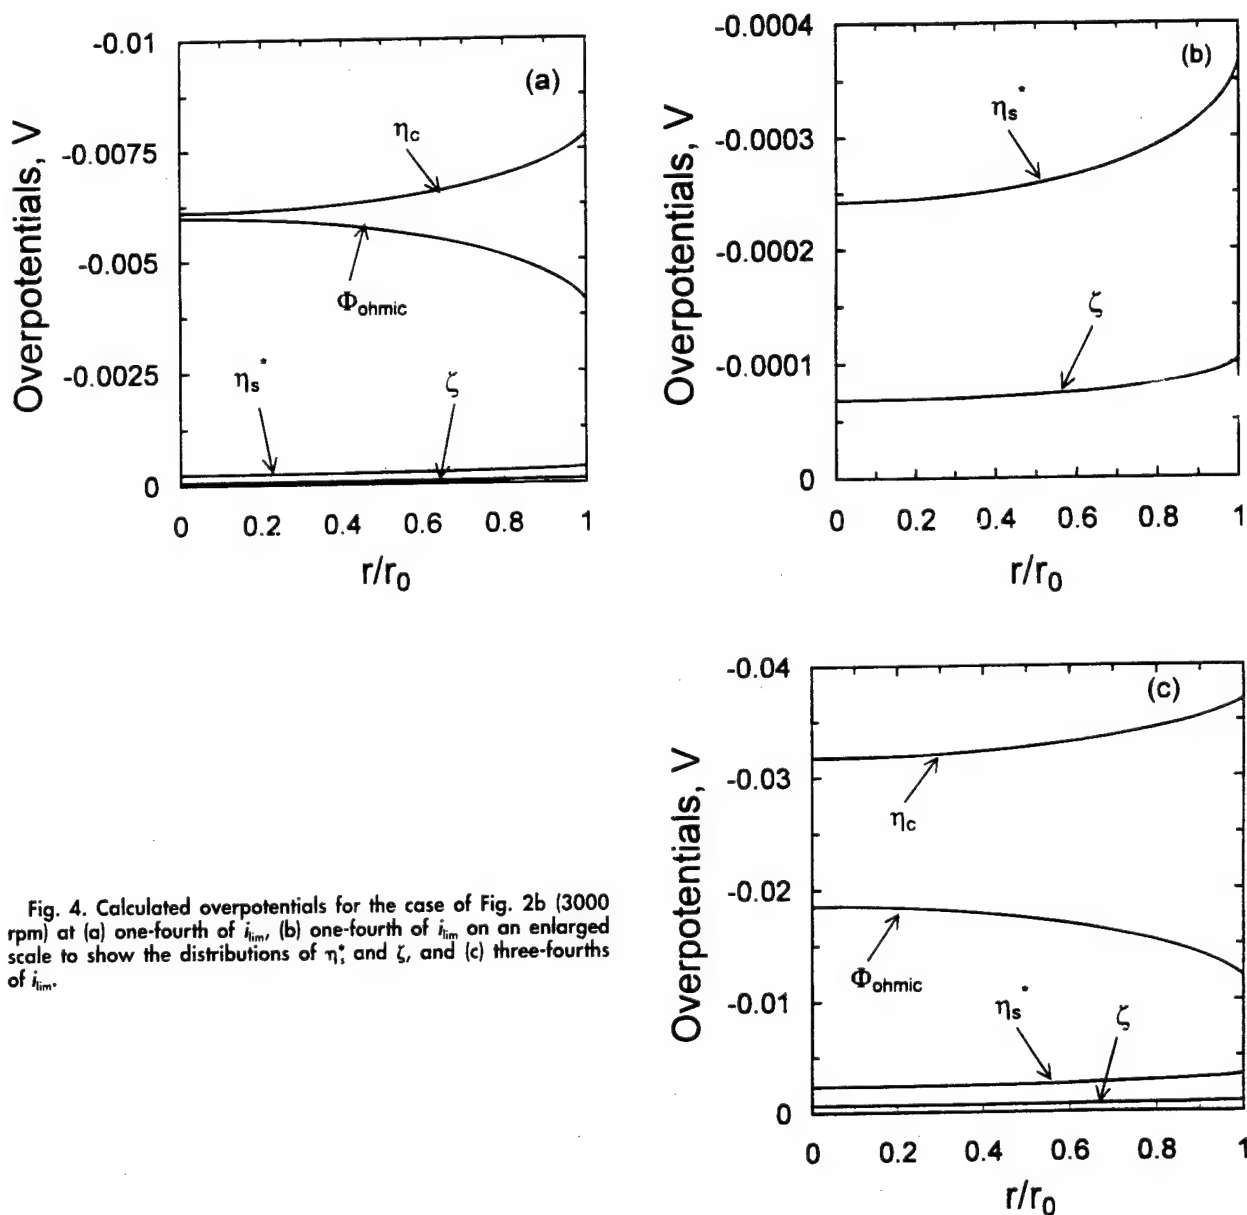 -0.01
-0.0075
-0.005
-0.0025
0
Overpotentials, V
(a)
ηc
Φohmic
ηs*
ζ
0 0.2 0.4 0.6 0.8 1
r/r0
-0.0004
-0.0003
-0.0002
-0.0001
0
Overpotentials, V
(b)
ηs*
ζ
0 0.2 0.4 0.6 0.8 1
r/r0
-0.04
-0.03
-0.02
-0.01
0
Overpotentials, V
(c)
ηc
Φohmic
ηs*
ζ
0 0.2 0.4 0.6 0.8 1
r/r0
Fig. 4. Calculated overpotentials for the case of Fig. 2b (3000
rpm) at (a) one-fourth of ilim, (b) one-fourth of ilim on an enlarged
scale to show the distributions of ηs* and ζ, and (c) three-fourths
of ilim.